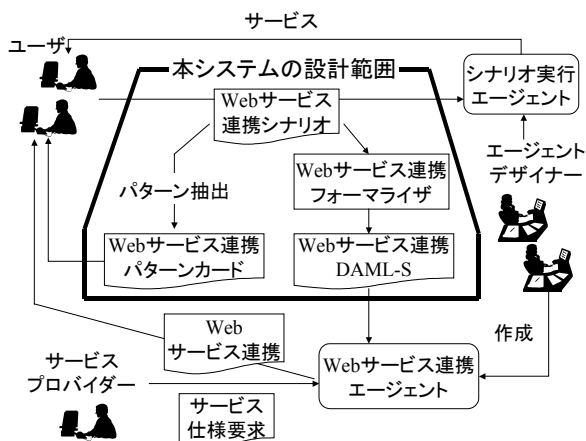 サービス
ユーザ
本システムの設計範囲
シナリオ実行
エージェント
Webサービス
連携シナリオ
エージェント
デザイナー
Webサービス連携
フォーマライザ
パターン抽出
Webサービス連携
パターンカード
Webサービス連携
DAML-S
Web
サービス連携
作成
サービス
プロバイダー
Webサービス連携
エージェント
サービス
仕様要求